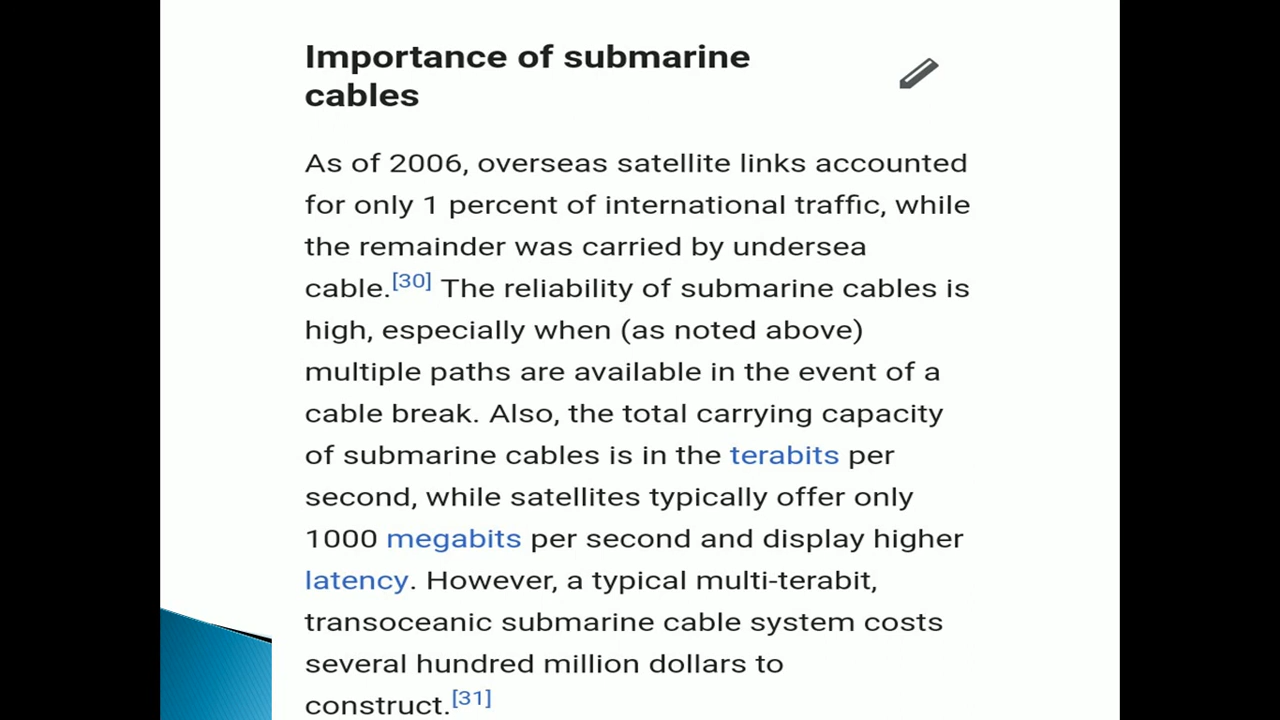 Importance of submarine
cables
As of 2006, overseas satellite links accounted
for only 1 percent of international traffic, while
the remainder was carried by undersea
cable.[30] The reliability of submarine cables is
high, especially when (as noted above)
multiple paths are available in the event of a
cable break. Also, the total carrying capacity
of submarine cables is in the terabits per
second, while satellites typically offer only
1000 megabits per second and display higher
latency. However, a typical multi-terabit,
transoceanic submarine cable system costs
several hundred million dollars to
construct.[31]